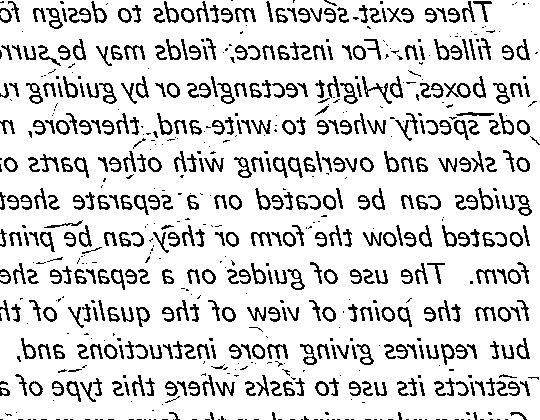 There exist several methods to design fo
be filled in. For instance, fields may be surr
ing boxes, by light rectangles or by guiding ru
ods specify where to write and, therefore, m
of skew and overlapping with other parts o
guides can be located on a separate sheet
located below the form or they can be print
form. The use of guides on a separate she
from the point of view of the quality of th
but requires giving more instructions and,
restricts its use to tasks where this type of a